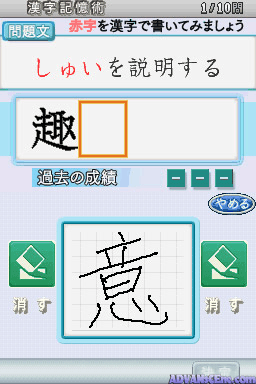 漢字記憶術
1/10問
問題文
赤字を漢字で書いてみましょう
しゅいを説明する
趣
過去の成績
やめる
意
消す
消す
決定
ADVANSCENE.COM